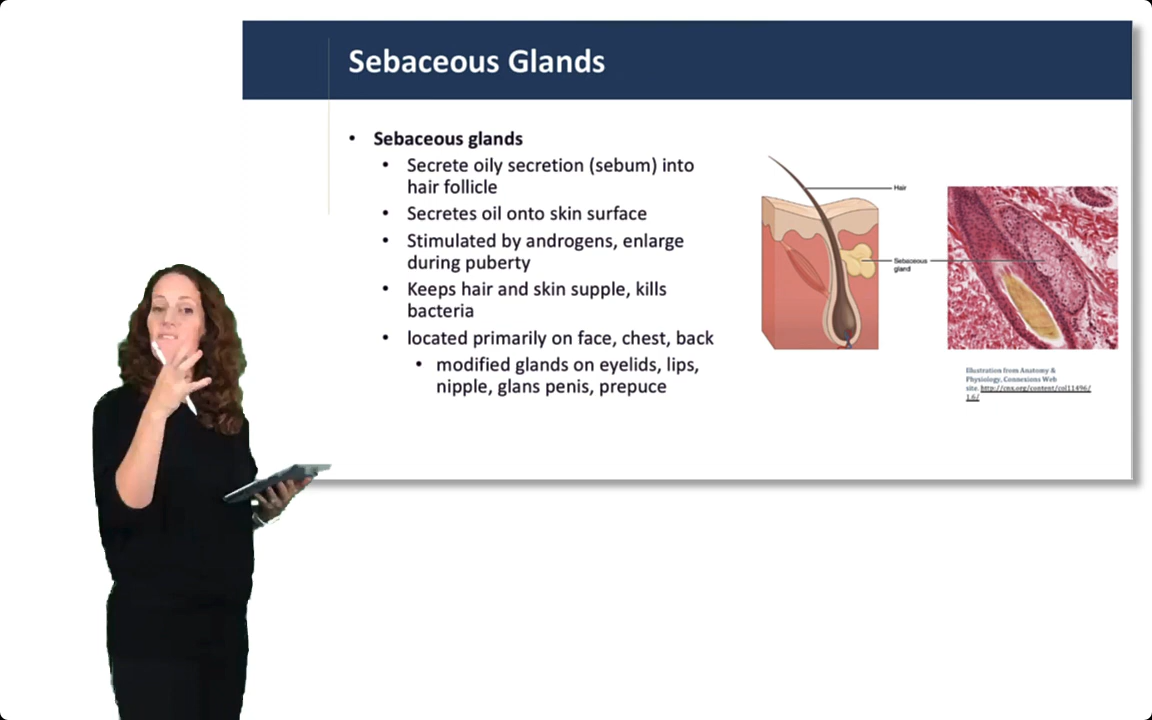 Sebaceous Glands
• Sebaceous glands
• Secrete oily secretion (sebum) into
hair follicle
• Secretes oil onto skin surface
• Stimulated by androgens, enlarge
during puberty
• Keeps hair and skin supple, kills
bacteria
• located primarily on face, chest, back
• modified glands on eyelids, lips,
nipple, glans penis, prepuce
Hair
Sebaceous
gland
Illustration from Anatomy &
Physiology, Connexions Web
site. http://cnx.org/content/col11496/
1.6/